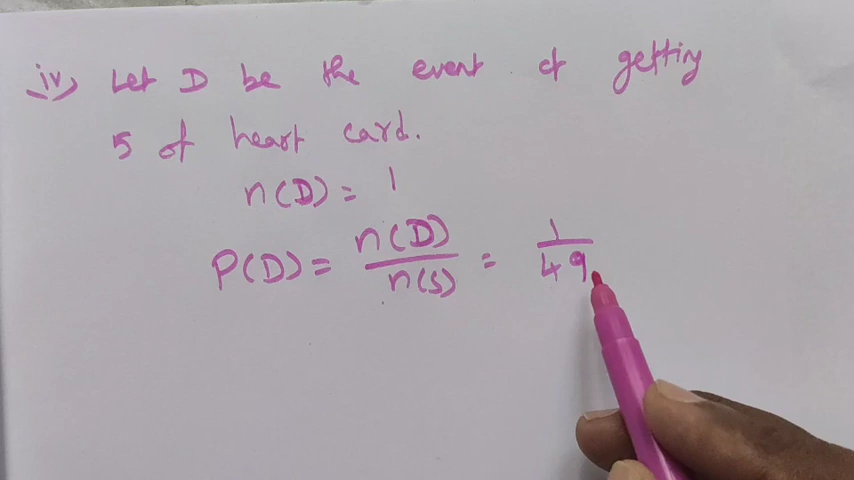 iv) Let D be the event of getting
5 of heart card.
n(D) = 1
P(D) = n(D)/n(S) = 1/49